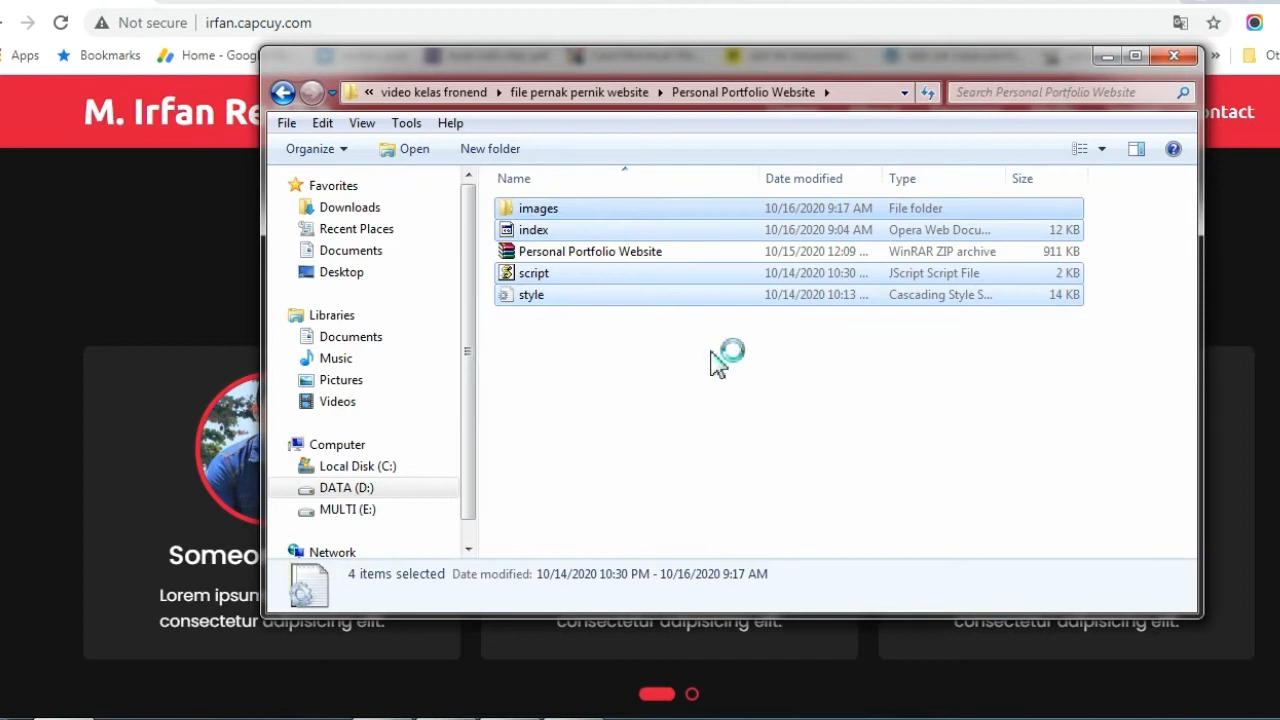 Not secure irfan.capcuy.com
Apps Bookmarks Home - Goog
M. Irfan Re
ontact
« video kelas fronend file pernak pernik website Personal Portfolio Website Search Personal Portfolio Website
File Edit View Tools Help
Organize Open New folder
Name Date modified Type Size
Favorites
Downloads
Recent Places
Documents
Desktop
Libraries
Documents
Music
Pictures
Videos
Computer
Local Disk (C:)
DATA (D:)
MULTI (E:)
Network
images 10/16/2020 9:17 AM File folder
index 10/16/2020 9:04 AM Opera Web Docu... 12 KB
Personal Portfolio Website 10/15/2020 12:09 ... WinRAR ZIP archive 911 KB
script 10/14/2020 10:30 ... JScript Script File 2 KB
style 10/14/2020 10:13 ... Cascading Style S... 14 KB
4 items selected Date modified: 10/14/2020 10:30 PM - 10/16/2020 9:17 AM
Someo
Lorem ipsum
consectetur adipisicing elit.
consectetur adipisicing elit.
consectetur adipisicing elit.